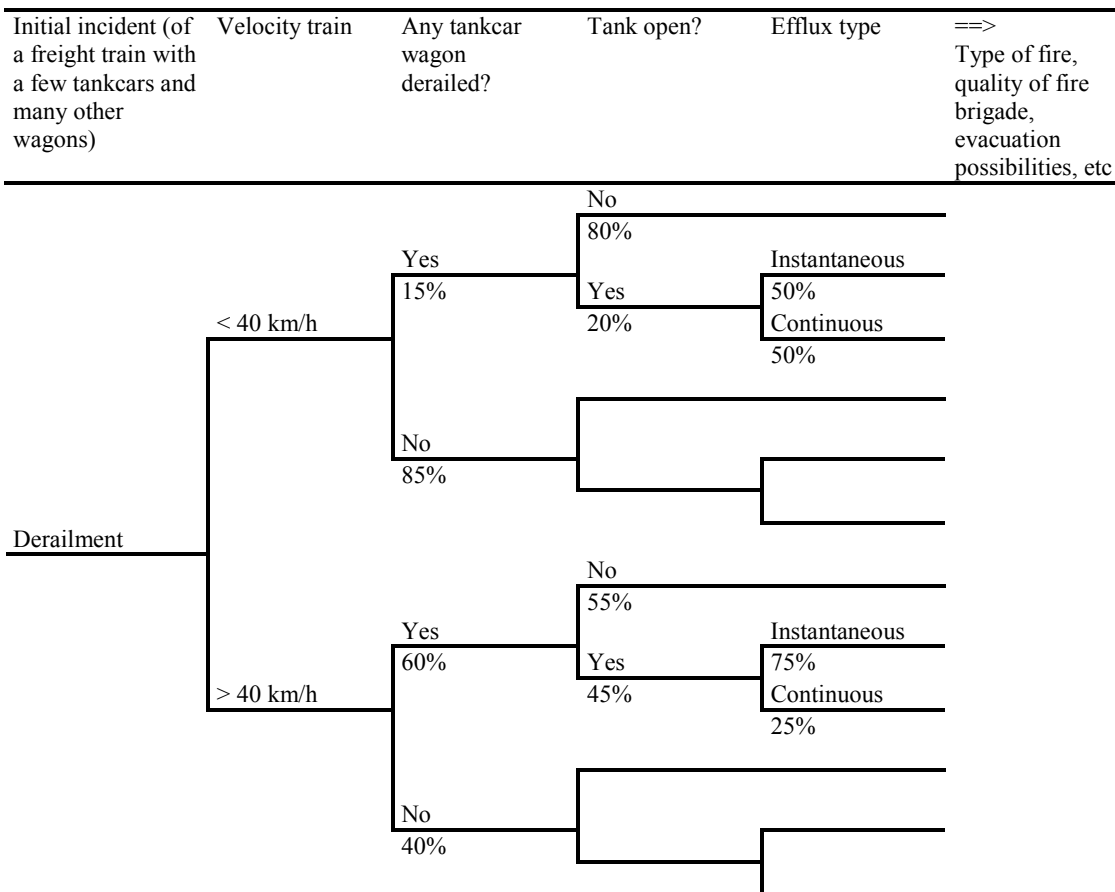 Initial incident (of
a freight train with
a few tankcars and
many other
wagons)
Velocity train
Any tankcar
wagon
derailed?
Tank open?
Efflux type
==>
Type of fire,
quality of fire
brigade,
evacuation
possibilities, etc
No
80%
Yes
15%
Instantaneous
50%
Yes
20%
Continuous
50%
< 40 km/h
No
85%
Derailment
No
55%
Yes
60%
Instantaneous
75%
Yes
45%
Continuous
25%
> 40 km/h
No
40%